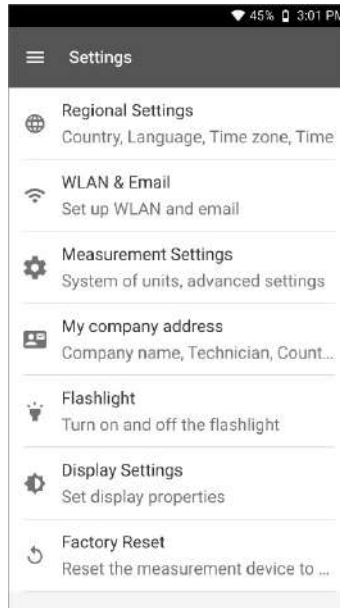 45% 3:01 PM
Settings
Regional Settings
Country, Language, Time zone, Time
WLAN & Email
Set up WLAN and email
Measurement Settings
System of units, advanced settings
My company address
Company name, Technician, Count...
Flashlight
Turn on and off the flashlight
Display Settings
Set display properties
Factory Reset
Reset the measurement device to ...